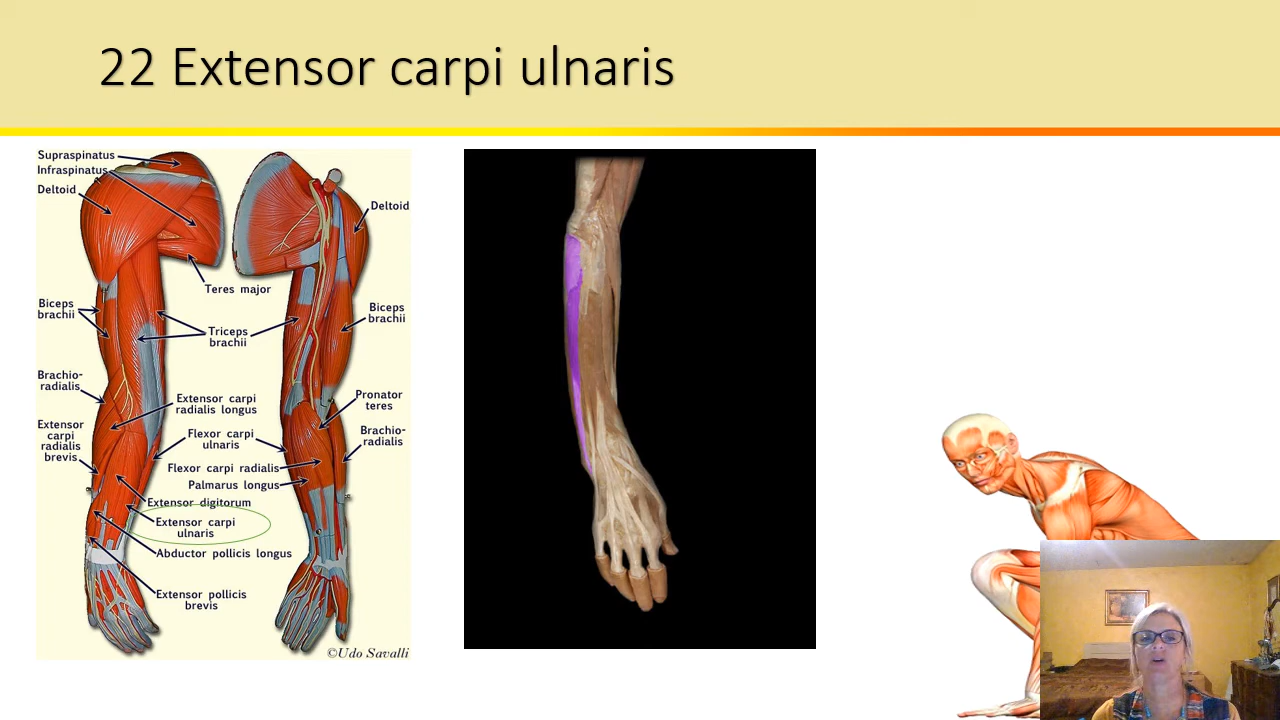 22 Extensor carpi ulnaris
Supraspinatus
Infraspinatus
Deltoid
Deltoid
Teres major
Biceps
brachii
Triceps
brachii
Biceps
brachii
Brachio-
radialis
Extensor carpi
radialis longus
Pronator
teres
Extensor
carpi
radialis
brevis
Flexor carpi
ulnaris
Brachio-
radialis
Flexor carpi radialis
Palmarus longus
Extensor digitorum
Extensor carpi
ulnaris
Abductor pollicis longus
Extensor pollicis
brevis
©Udo Savalli